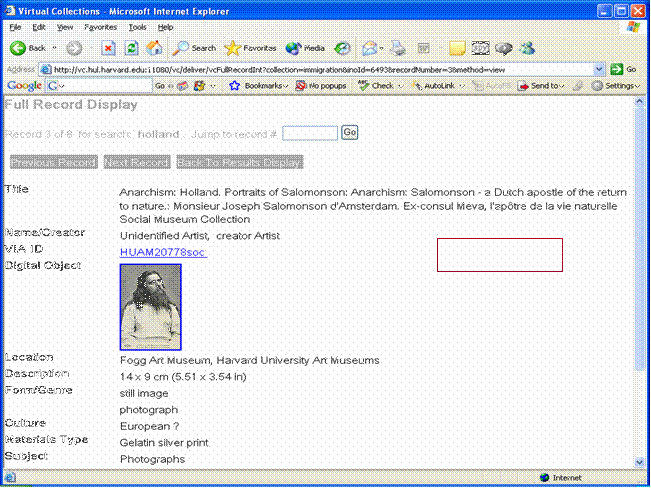 Virtual Collections - Microsoft Internet Explorer
File Edit View Favorites Tools Help
Back Search Favorites Media
Address http://vc.hul.harvard.edu:11080/vc/deliver/vcFullRecordInt?collection=immigration&inoId=6493&recordNumber=3&method=view Go
Google Bookmarks No popups Check AutoLink AutoFill Send to Settings
Full Record Display
Record 3 of 8 for search: holland . Jump to record # Go
Previous Record Next Record Back To Results Display
Title Anarchism: Holland. Portraits of Salomonson: Anarchism: Salomonson - a Dutch apostle of the return
to nature.: Monsieur Joseph Salomonson d'Amsterdam. Ex-consul Meva, l'apôtre de la vie naturelle
Social Museum Collection
Name/Creator Unidentified Artist, creator Artist
VIA ID HUAM20778soc
Digital Object
Location Fogg Art Museum, Harvard University Art Museums
Description 14 x 9 cm (5.51 x 3.54 in)
Form/Genre still image
photograph
Culture European ?
Materials Type Gelatin silver print
Subject Photographs
Internet